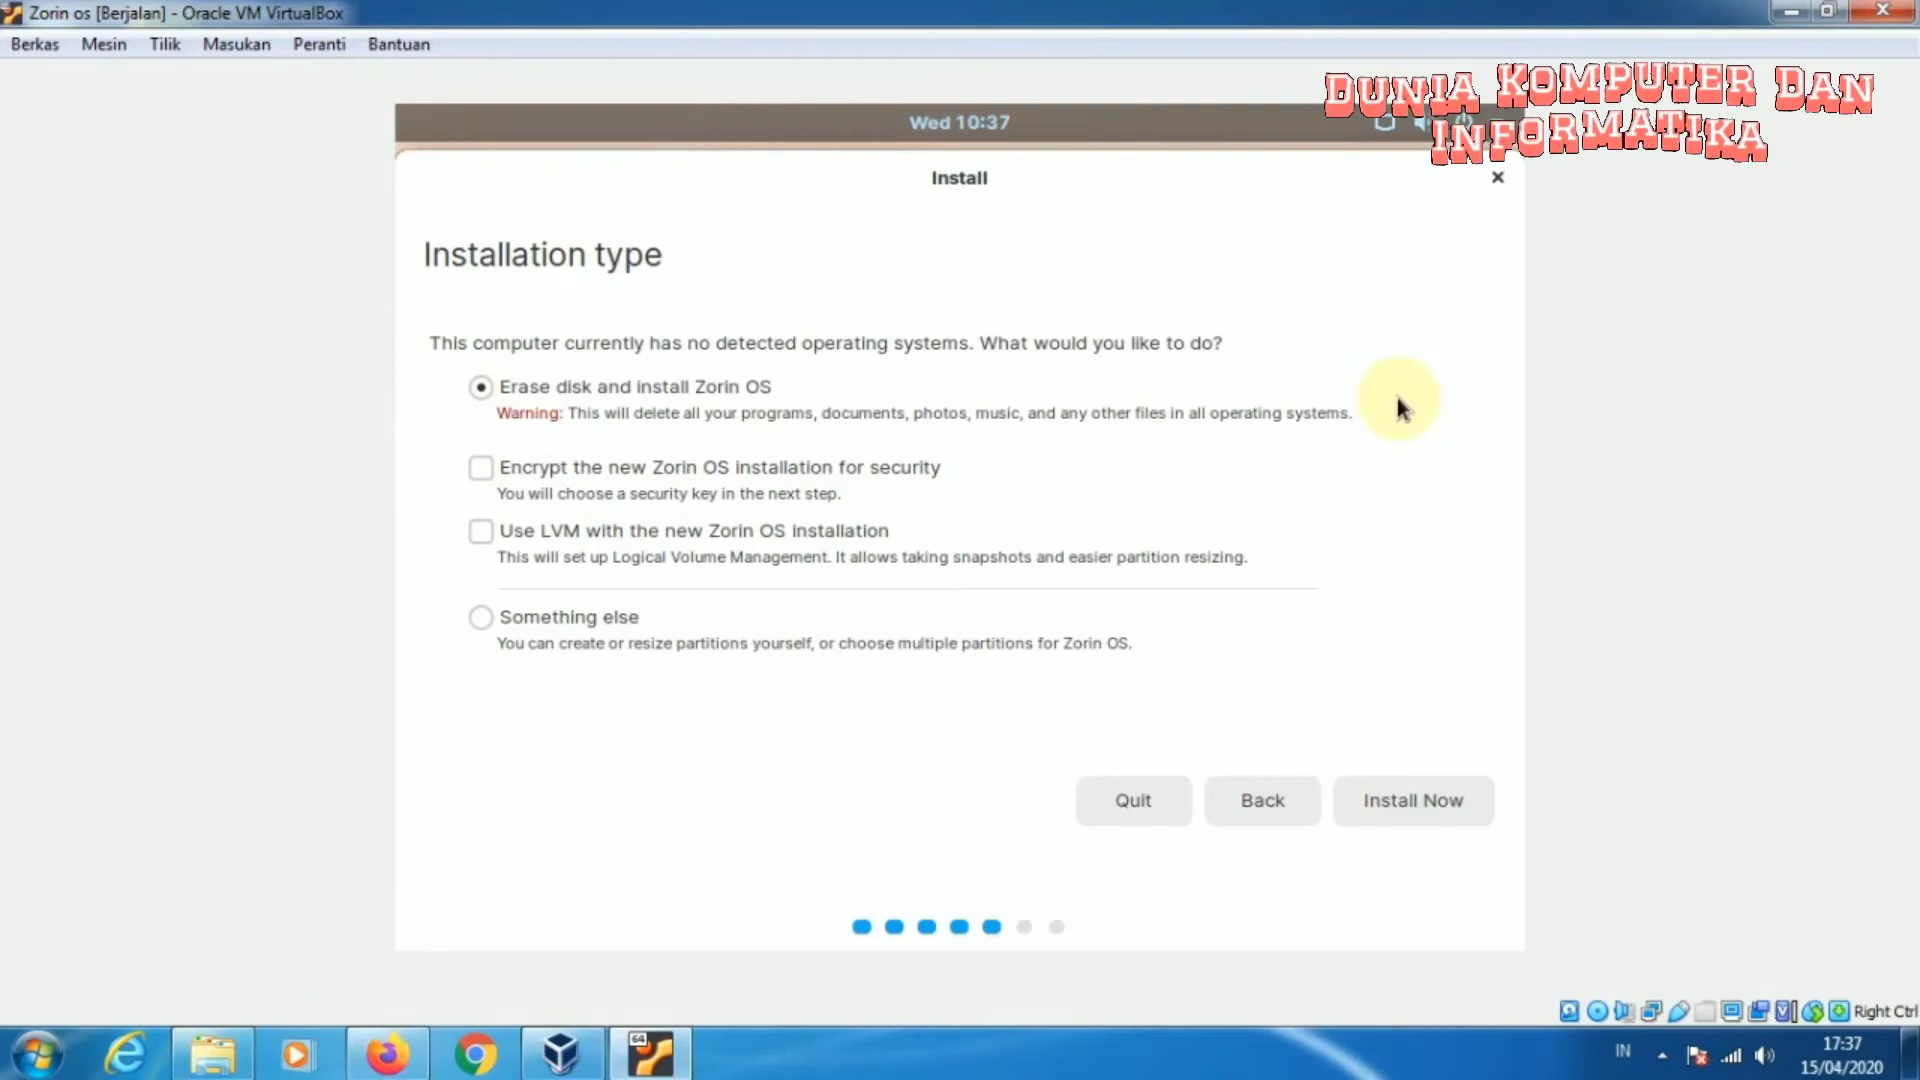 Zorin os [Berjalan] - Oracle VM VirtualBox
Berkas Mesin Tilik Masukan Peranti Bantuan
DUNIA KOMPUTER DAN
INFORMATIKA
Wed 10:37
Install
Installation type
This computer currently has no detected operating systems. What would you like to do?
Erase disk and install Zorin OS
Warning: This will delete all your programs, documents, photos, music, and any other files in all operating systems.
Encrypt the new Zorin OS installation for security
You will choose a security key in the next step.
Use LVM with the new Zorin OS installation
This will set up Logical Volume Management. It allows taking snapshots and easier partition resizing.
Something else
You can create or resize partitions yourself, or choose multiple partitions for Zorin OS.
Quit Back Install Now
Right Ctrl
64
IN
17:37
15/04/2020